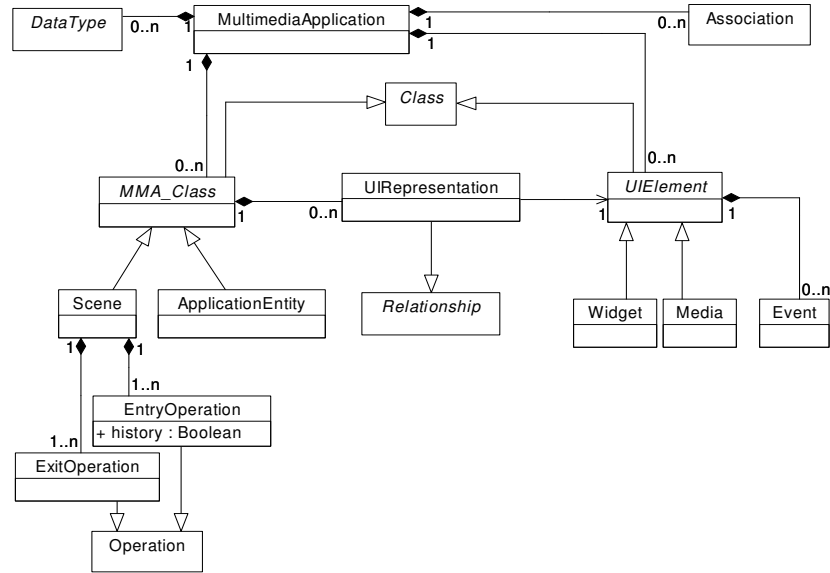 DataType
1
0..n
MultimediaApplication
1
0..n
Association
1
1
Class
0..n
0..n
MMA_Class
1
0..n
UIRepresentation
1
UIElement
1
0..n
Scene
ApplicationEntity
Relationship
Widget
Media
Event
1
1
1..n
EntryOperation
+ history : Boolean
1..n
ExitOperation
Operation